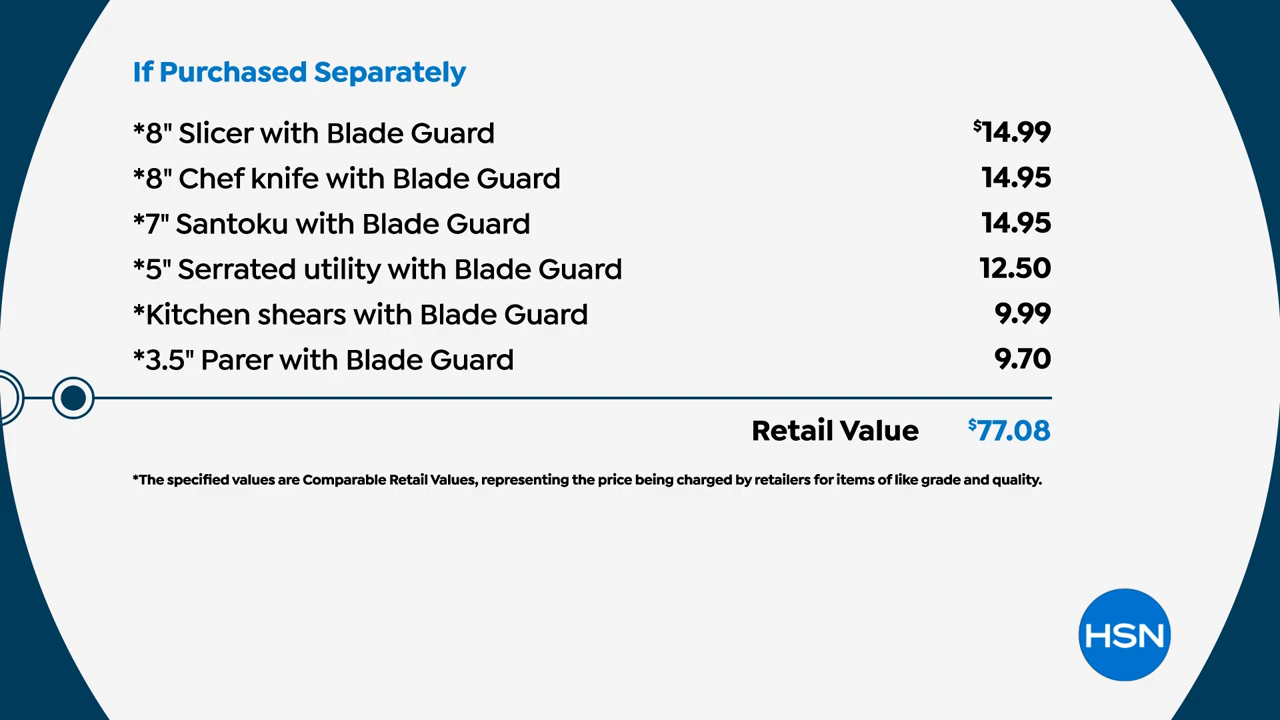 If Purchased Separately
*8" Slicer with Blade Guard $14.99
*8" Chef knife with Blade Guard 14.95
*7" Santoku with Blade Guard 14.95
*5" Serrated utility with Blade Guard 12.50
*Kitchen shears with Blade Guard 9.99
*3.5" Parer with Blade Guard 9.70
Retail Value $77.08
*The specified values are Comparable Retail Values, representing the price being charged by retailers for items of like grade and quality.
HSN